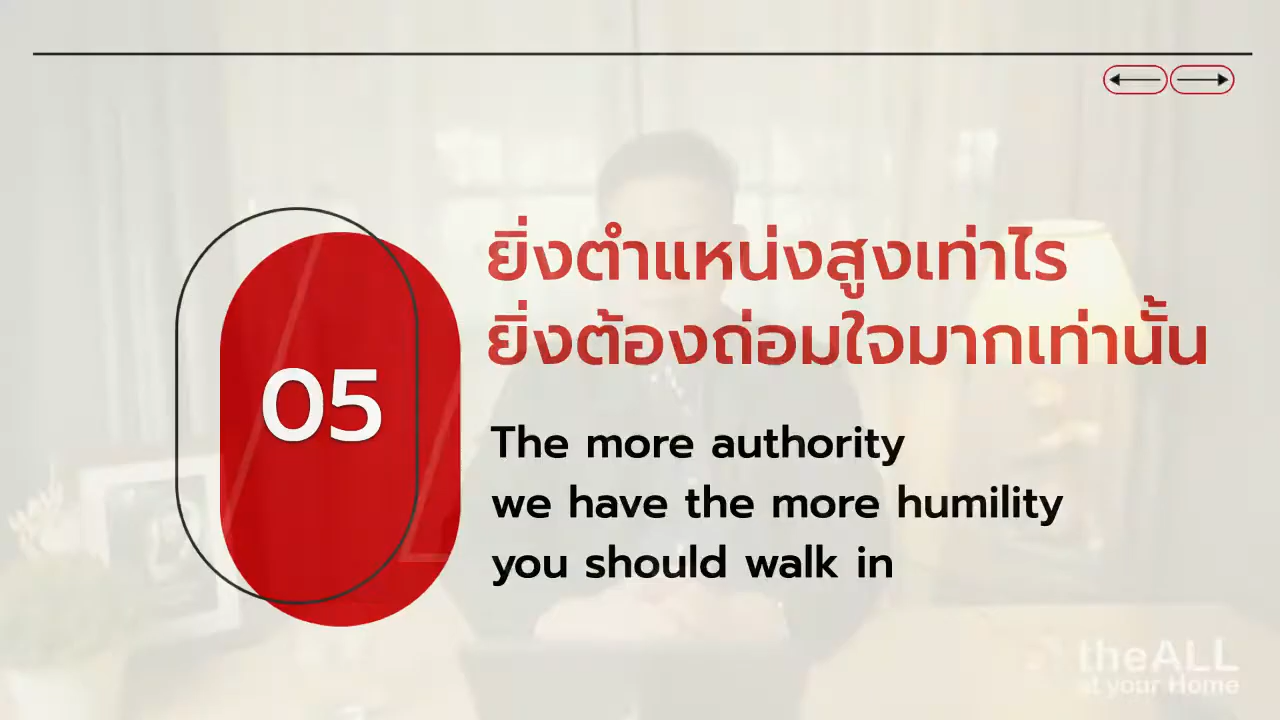 05
ยิ่งตำแหน่งสูงเท่าไร
ยิ่งต้องถ่อมใจมากเท่านั้น
The more authority
we have the more humility
you should walk in
theALL
at your Home